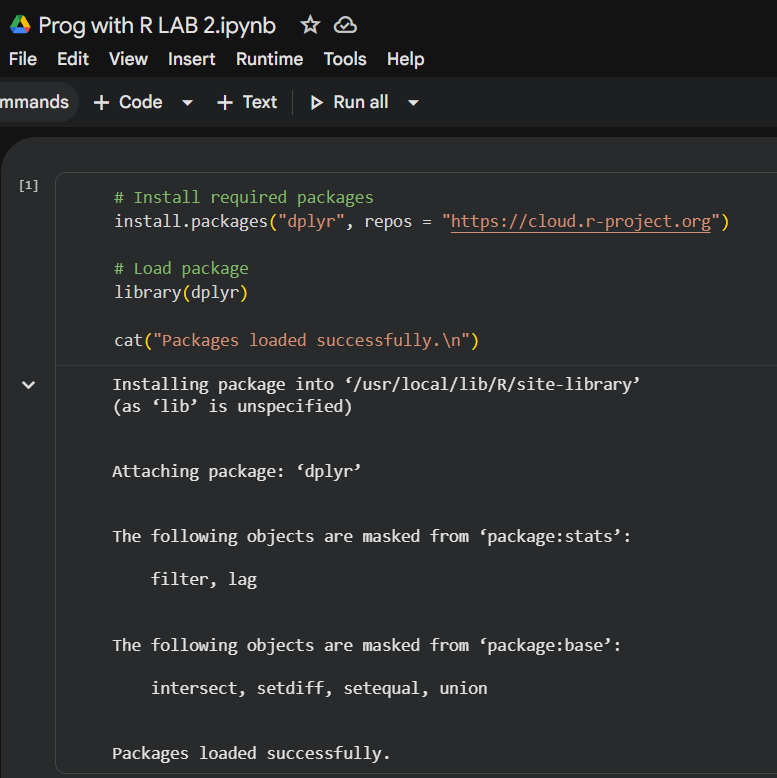 Prog with R LAB 2.ipynb
File Edit View Insert Runtime Tools Help
mmands + Code + Text Run all
[1]
# Install required packages
install.packages("dplyr", repos = "https://cloud.r-project.org")
# Load package
library(dplyr)
cat("Packages loaded successfully.\n")
Installing package into ‘/usr/local/lib/R/site-library’
(as ‘lib’ is unspecified)
Attaching package: ‘dplyr’
The following objects are masked from ‘package:stats’:
filter, lag
The following objects are masked from ‘package:base’:
intersect, setdiff, setequal, union
Packages loaded successfully.